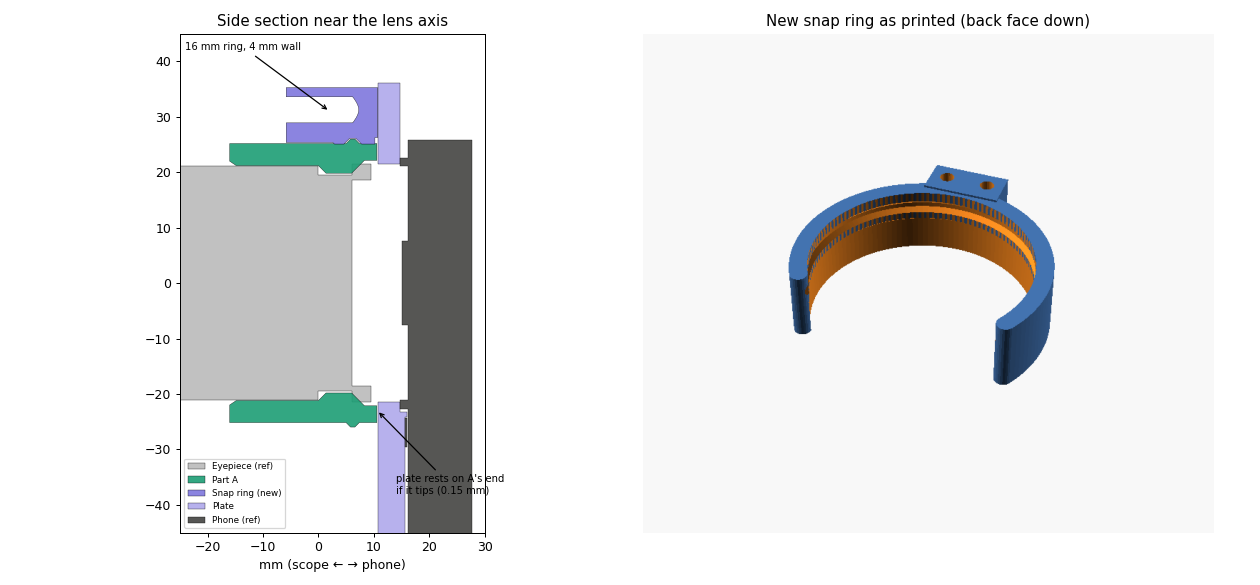 Side section near the lens axis
16 mm ring, 4 mm wall
40
30
20
10
0
−10
−20
−30
−40
Eyepiece (ref)
Part A
Snap ring (new)
Plate
Phone (ref)
plate rests on A's end
if it tips (0.15 mm)
−20
−10
0
10
20
30
mm (scope ← → phone)
New snap ring as printed (back face down)